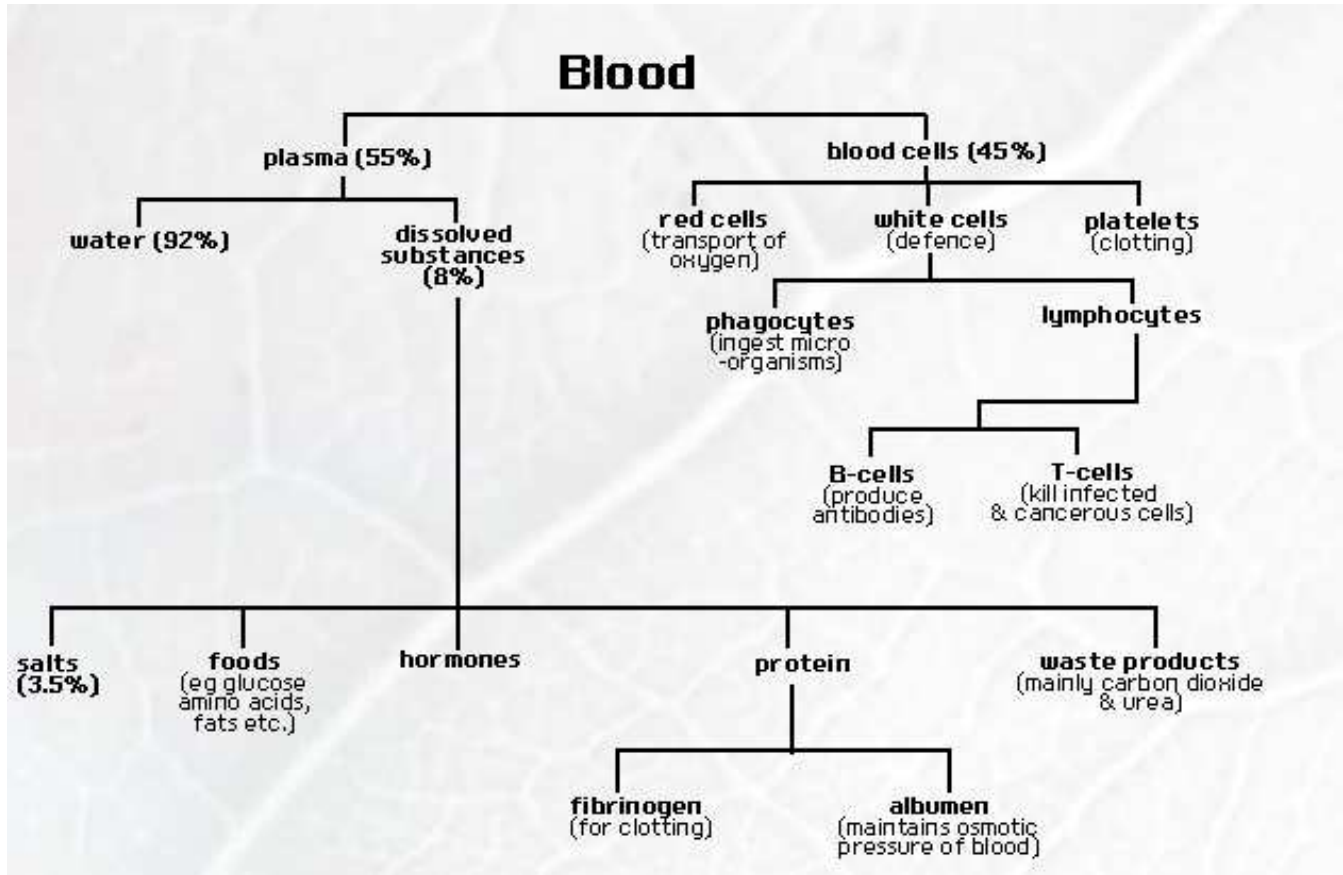 Blood
plasma (55%)
blood cells (45%)
water (92%)
dissolved
substances
(8%)
red cells
(transport of
oxygen)
white cells
(defence)
platelets
(clotting)
phagocytes
(ingest micro
-organisms)
lymphocytes
B-cells
(produce
antibodies)
T-cells
(kill infected
& cancerous cells)
salts
(3.5%)
foods
(eg glucose
amino acids,
fats etc.)
hormones
protein
waste products
(mainly carbon dioxide
& urea)
fibrinogen
(for clotting)
albumen
(maintains osmotic
pressure of blood)